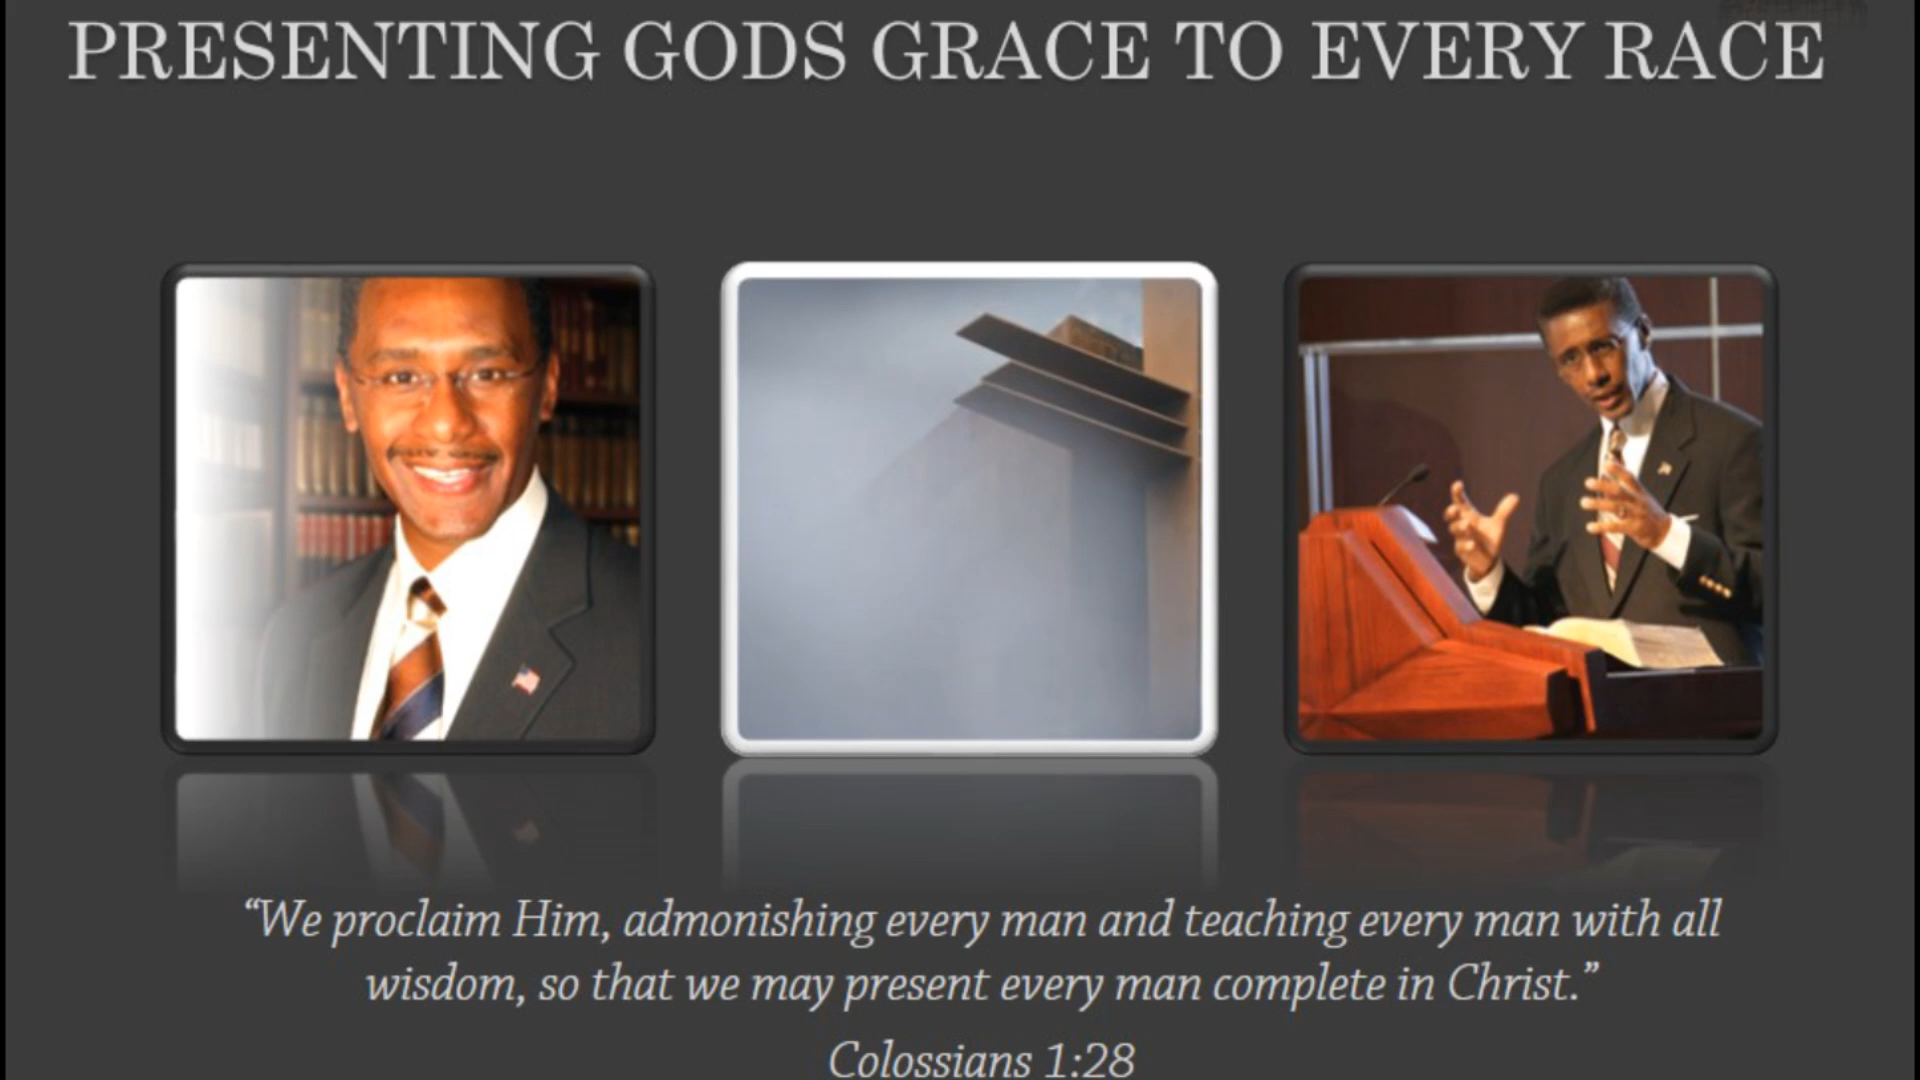 PRESENTING GODS GRACE TO EVERY RACE
“We proclaim Him, admonishing every man and teaching every man with all
wisdom, so that we may present every man complete in Christ.”
Colossians 1:28